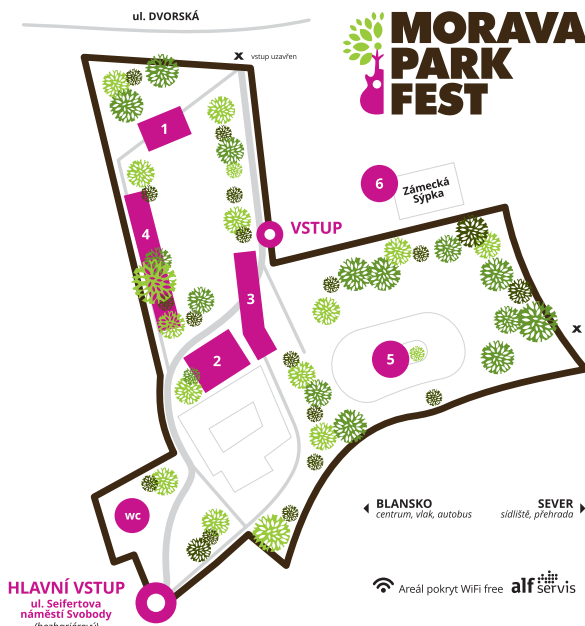 ul. DVORSKÁ
x vstup uzavřen
MORAVA
PARK
FEST
1
6
Zámecká
Sýpka
4
VSTUP
3
2
5
x
wc
BLANSKO
centrum, vlak, autobus
SEVER
sídliště, přehrada
HLAVNÍ VSTUP
ul. Seifertova
náměstí Svobody
(bezbariérový)
Areál pokryt WiFi free
alf servis